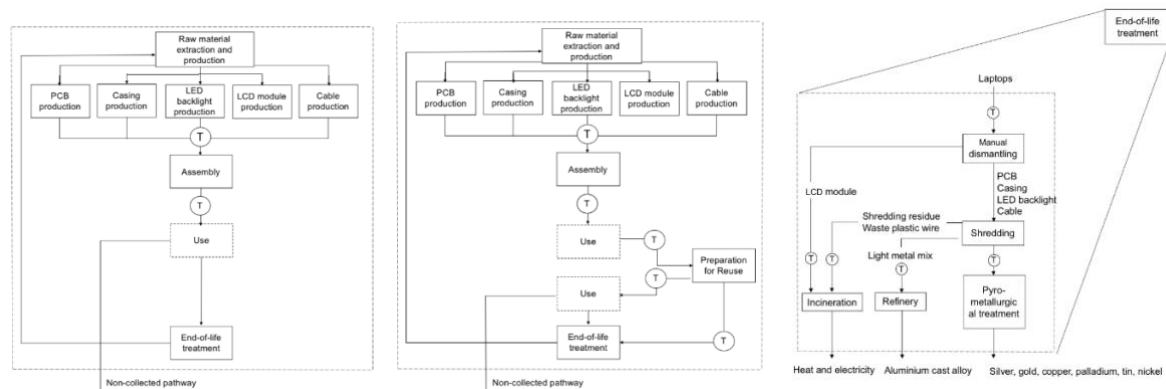 Raw material
extraction and
production
PCB
production
Casing
production
LED
backlight
production
LCD module
production
Cable
production
T
Assembly
T
Use
End-of-life
treatment
Non-collected pathway
Raw material
extraction and
production
PCB
production
Casing
production
LED
backlight
production
LCD module
production
Cable
production
T
Assembly
T
Use
T
Preparation
for Reuse
T
Use
End-of-life
treatment
T
Non-collected pathway
End-of-life
treatment
Laptops
T
Manual
dismantling
LCD module
PCB
Casing
LED backlight
Cable
Shredding residue
Waste plastic wire
Shredding
Light metal mix
T
T
T
T
Incineration
Refinery
Pyro-
metallurgic
al treatment
Heat and electricity
Aluminium cast alloy
Silver, gold, copper, palladium, tin, nickel